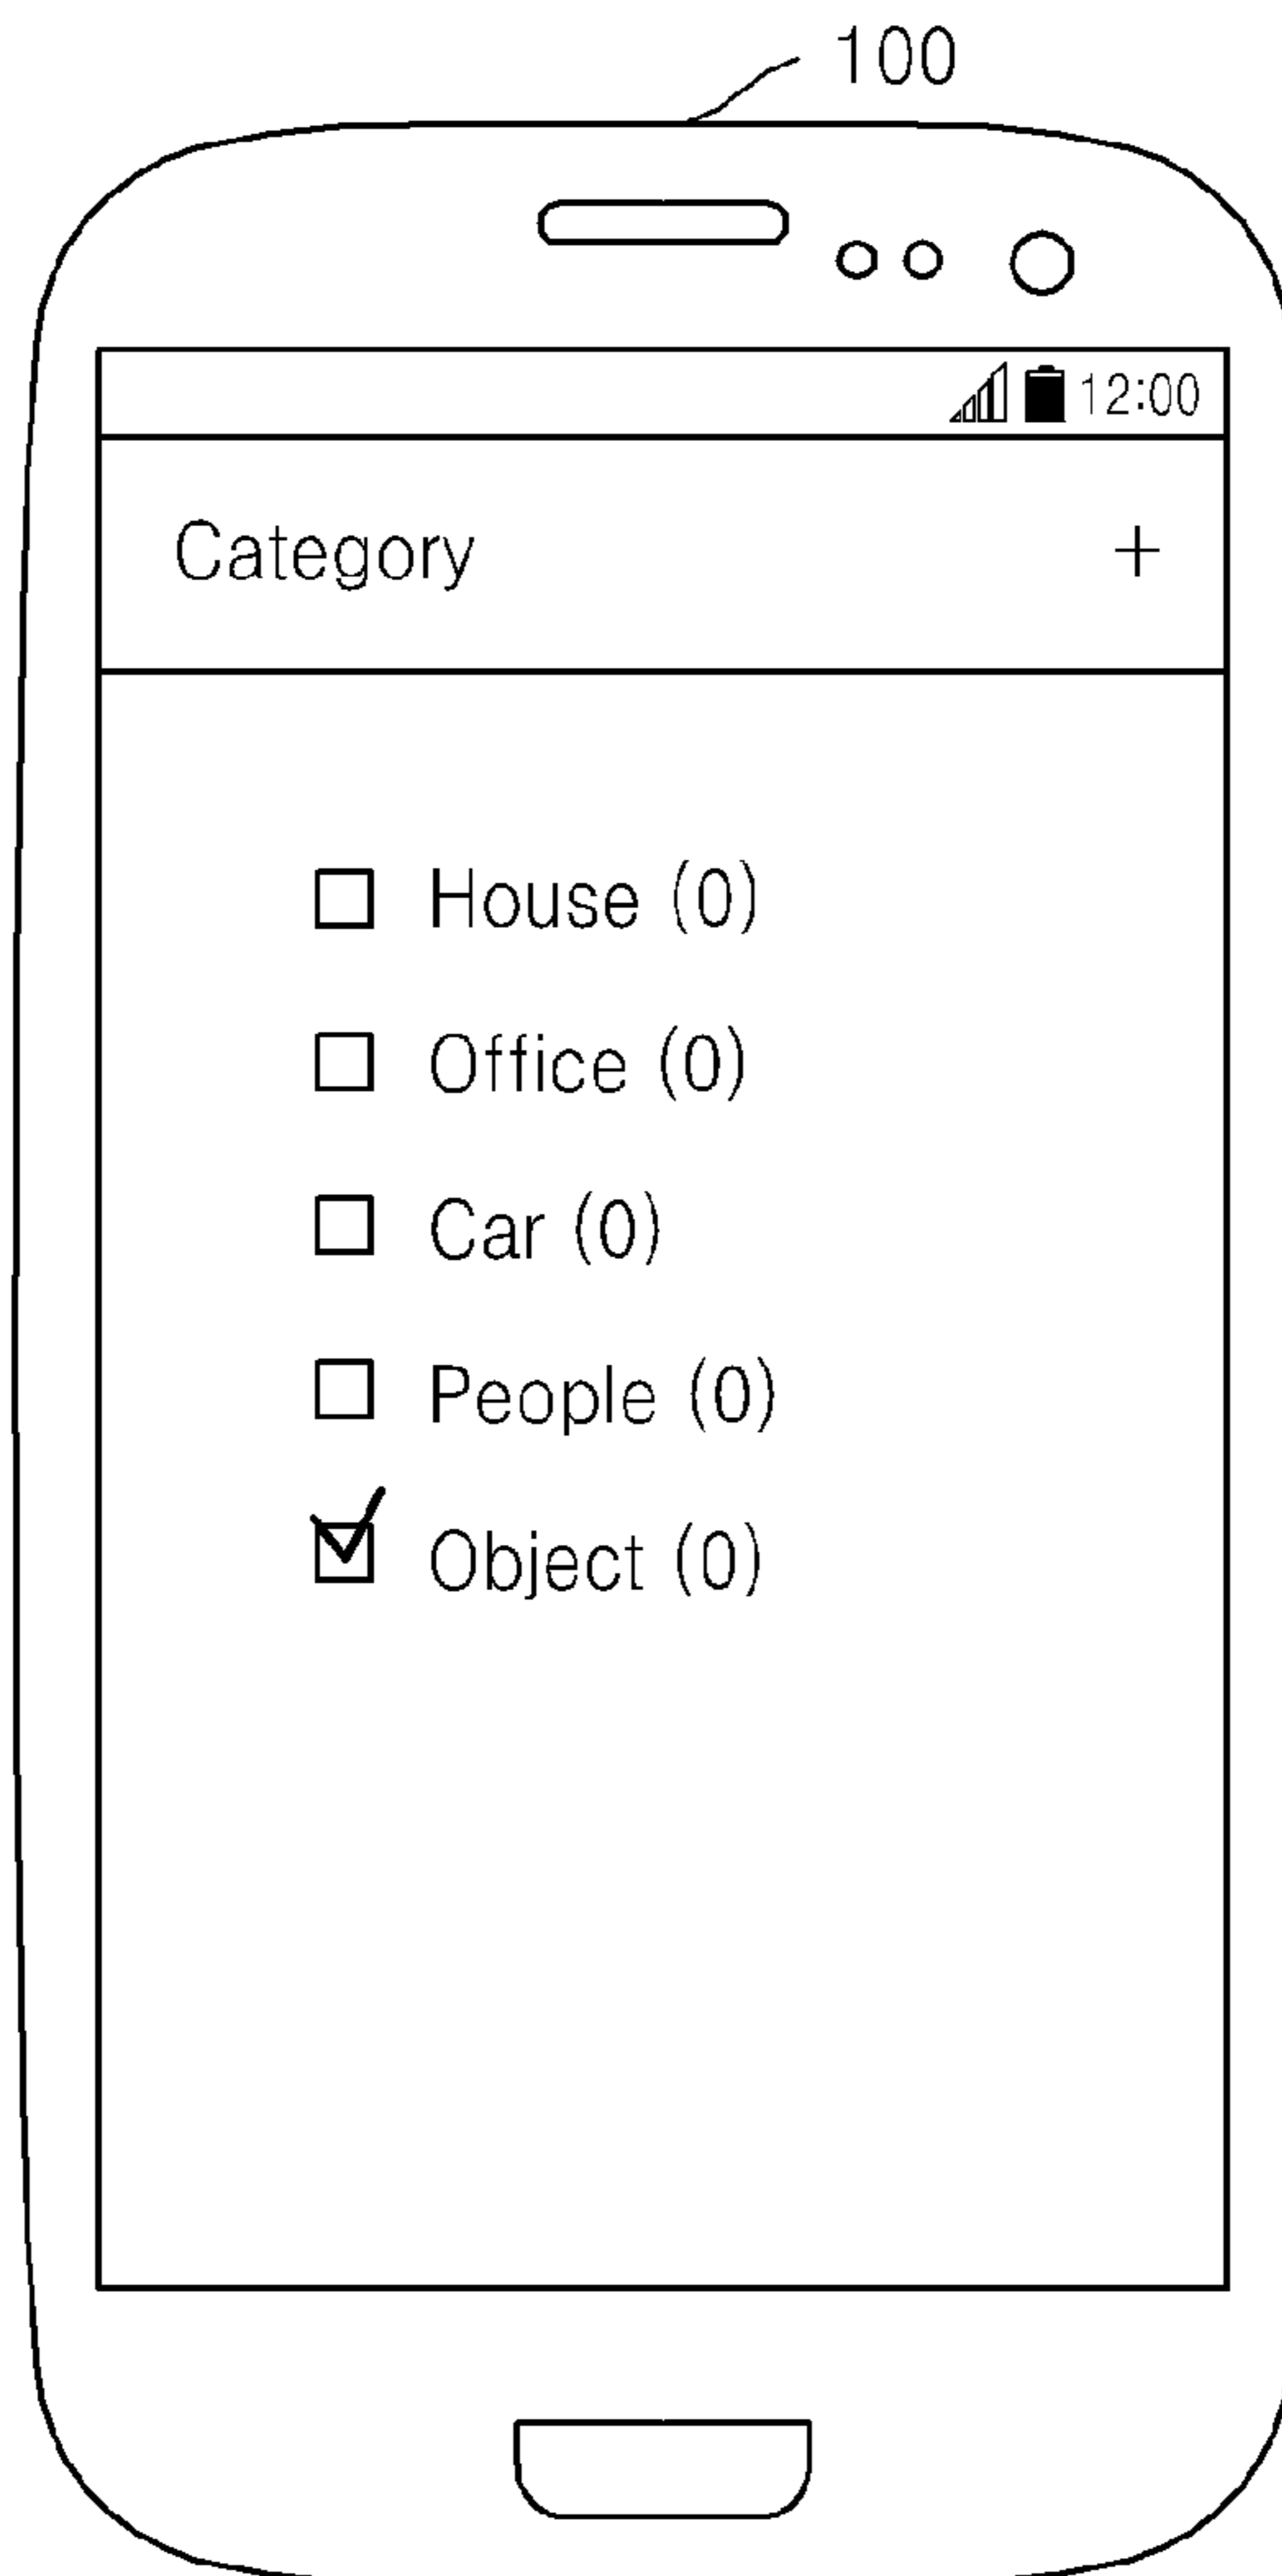 100
12:00
Category +
House (0)
Office (0)
Car (0)
People (0)
Object (0)